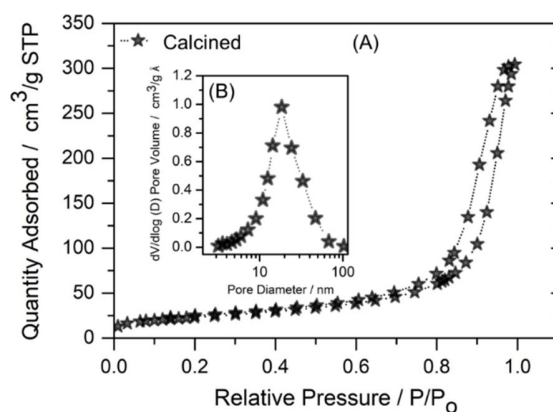 Calcined
(A)
(B)
Quantity Adsorbed / cm³/g STP
350
300
250
200
150
100
50
0
0.0 0.2 0.4 0.6 0.8 1.0
Relative Pressure / P/Pₒ
dV/dlog (D) Pore Volume / cm³/g Å
1.2
1.0
0.8
0.6
0.4
0.2
0.0
10 100
Pore Diameter / nm